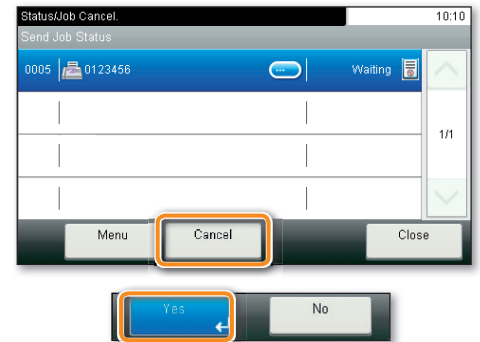 Status/Job Cancel. 10:10
Send Job Status
0005 0123456 Waiting
1/1
Menu Cancel Close
Yes No